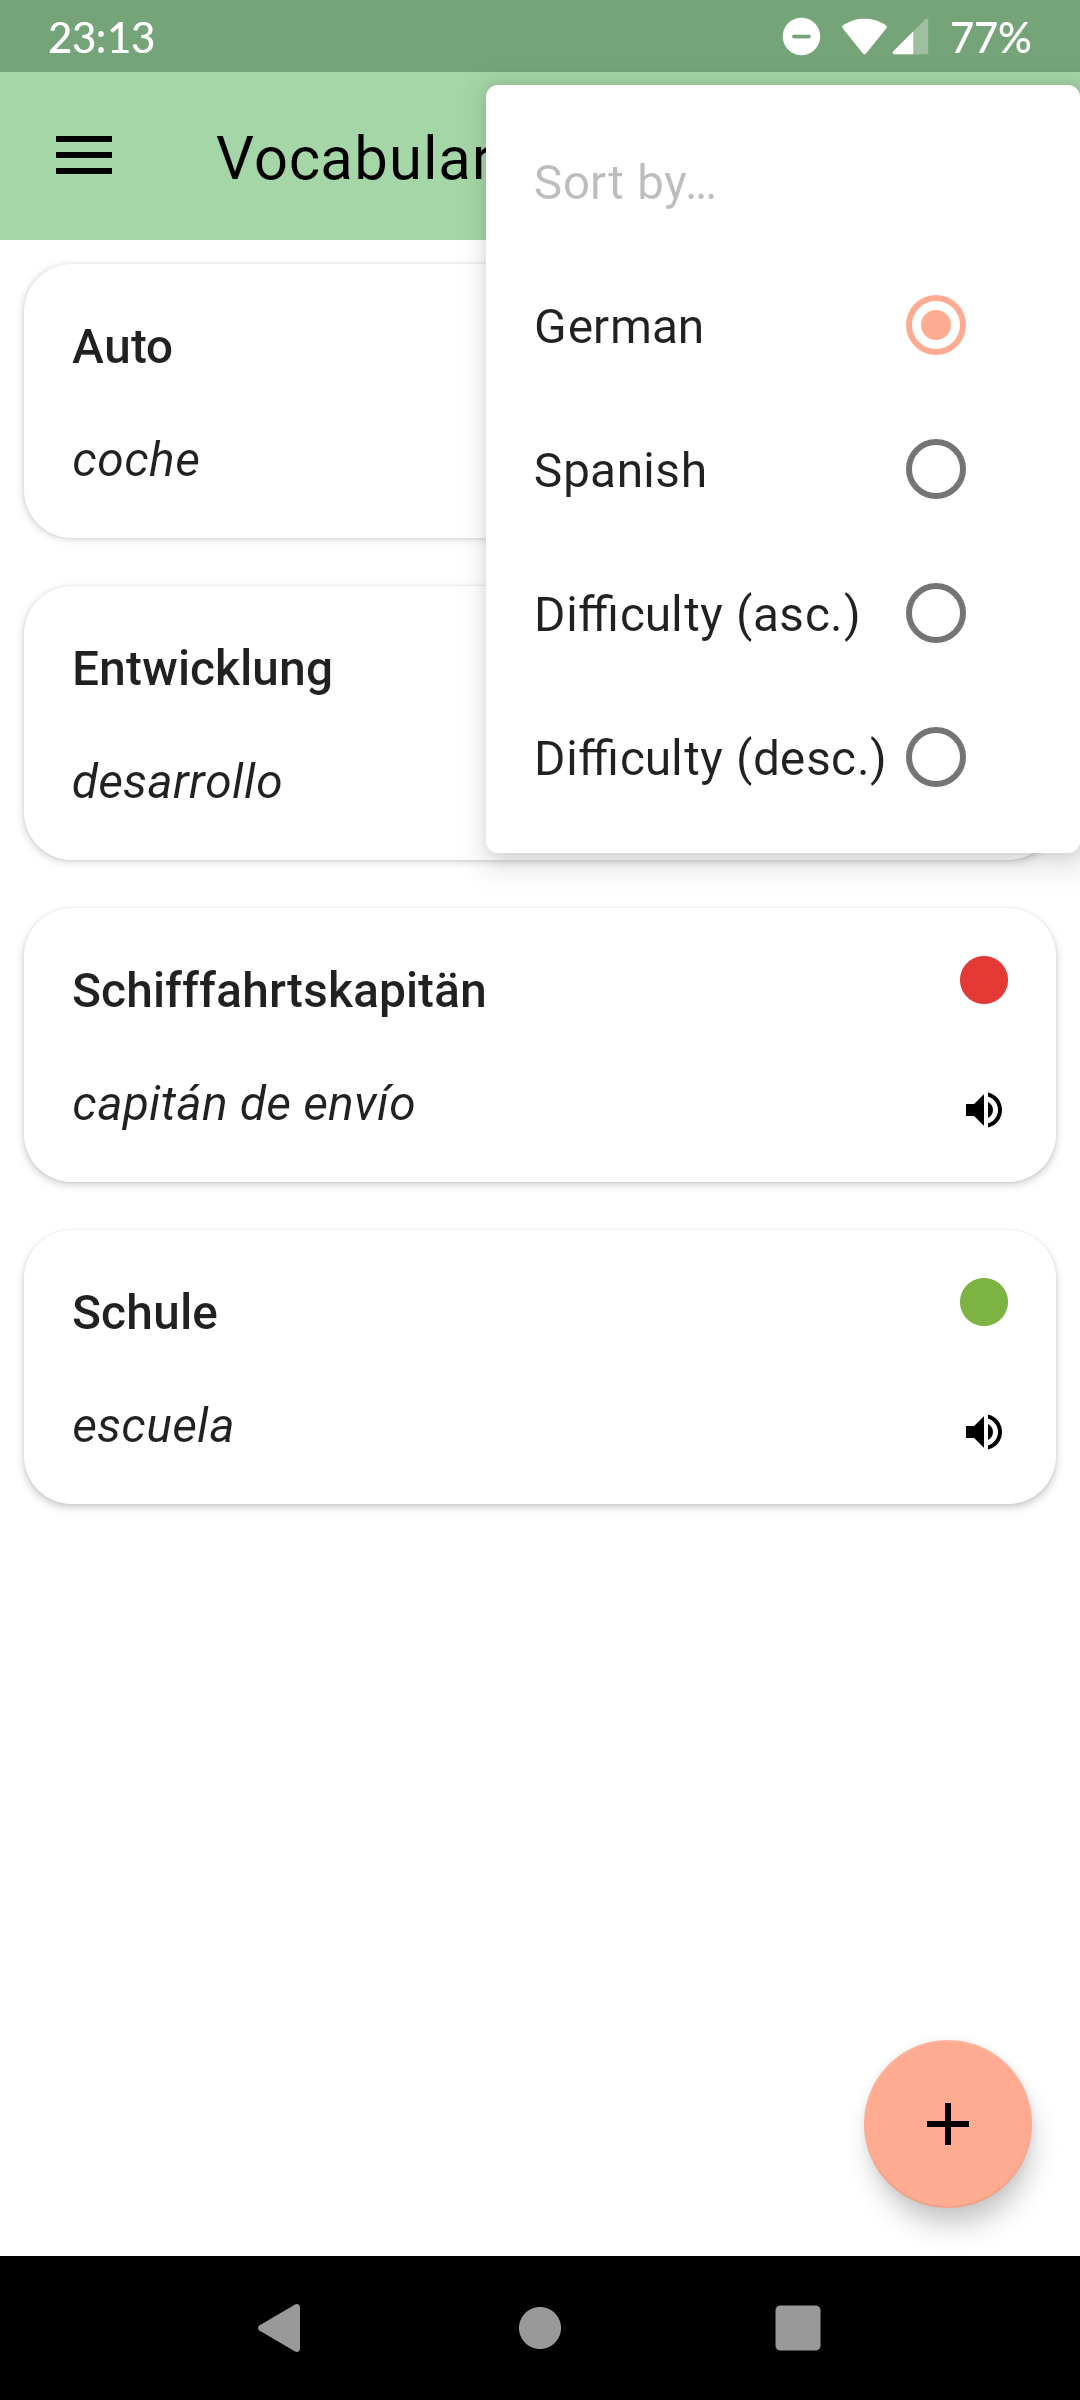 23:13
77%
Sort by...
German
Spanish
Difficulty (asc.)
Difficulty (desc.)
Auto
coche
Entwicklung
desarrollo
Schifffahrtskapitän
capitán de envío
Schule
escuela